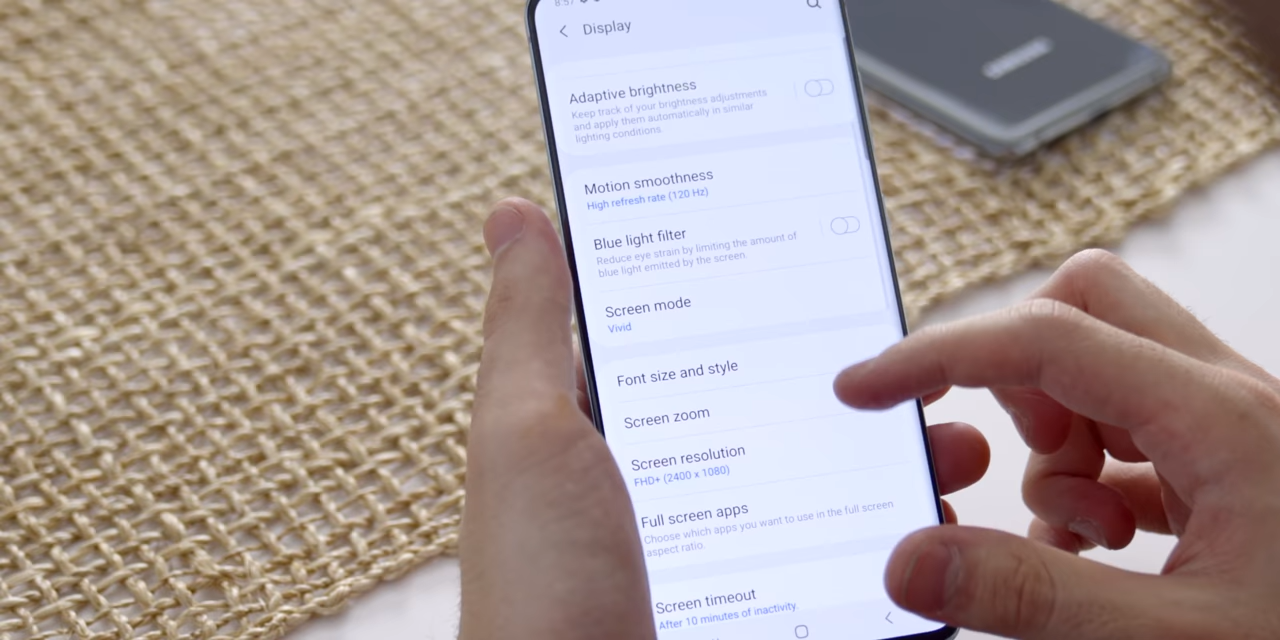 8:57
Display
Adaptive brightness
Keep track of your brightness adjustments
and apply them automatically in similar
lighting conditions.
Motion smoothness
High refresh rate (120 Hz)
Blue light filter
Reduce eye strain by limiting the amount of
blue light emitted by the screen.
Screen mode
Vivid
Font size and style
Screen zoom
Screen resolution
FHD+ (2400 x 1080)
Full screen apps
Choose which apps you want to use in the full screen
aspect ratio.
Screen timeout
After 10 minutes of inactivity.